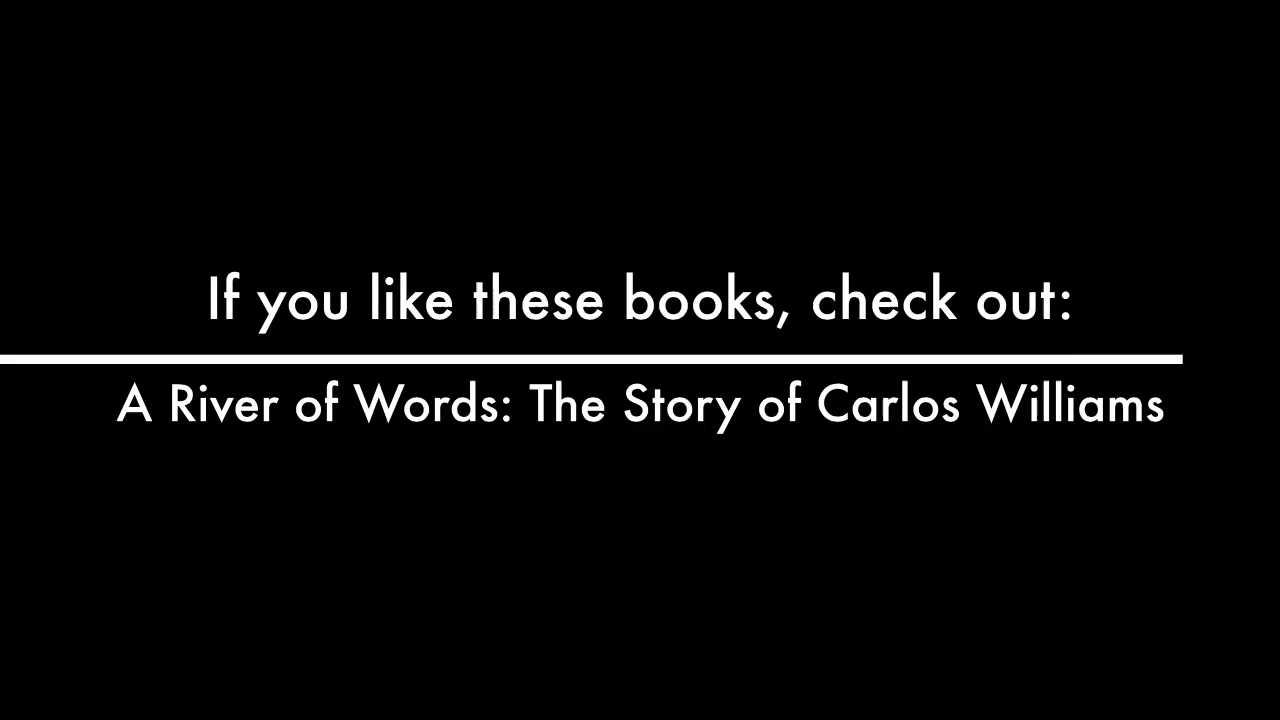 If you like these books, check out:
A River of Words: The Story of Carlos Williams